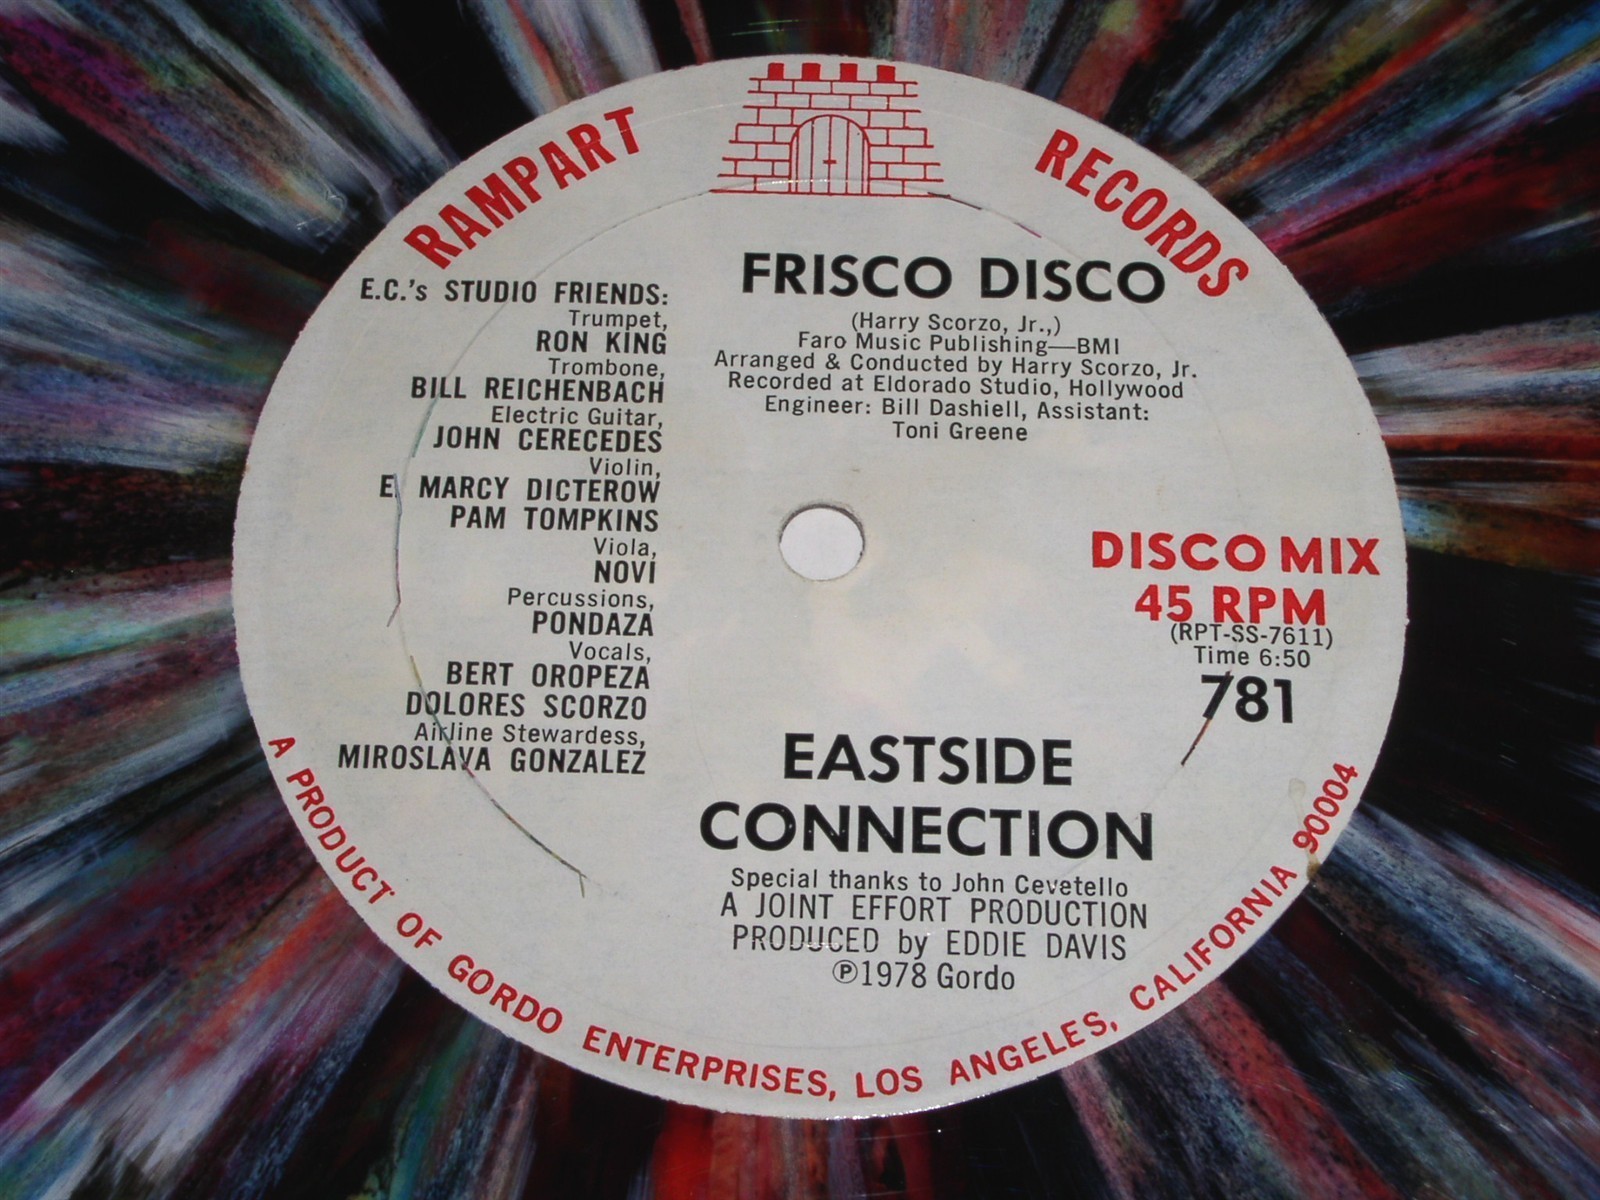 RAMPART RECORDS
E.C.'s STUDIO FRIENDS:
Trumpet,
RON KING
Trombone,
BILL REICHENBACH
Electric Guitar,
JOHN CERECEDES
Violin,
E. MARCY DICTEROW
PAM TOMPKINS
Viola,
NOVI
Percussions,
PONDAZA
Vocals,
BERT OROPEZA
DOLORES SCORZO
Airline Stewardess,
MIROSLAVA GONZALEZ
FRISCO DISCO
(Harry Scorzo, Jr.,)
Faro Music Publishing—BMI
Arranged & Conducted by Harry Scorzo, Jr.
Recorded at Eldorado Studio, Hollywood
Engineer: Bill Dashiell, Assistant:
Toni Greene
DISCO MIX
45 RPM
(RPT-SS-7611)
Time 6:50
781
EASTSIDE
CONNECTION
Special thanks to John Cevetello
A JOINT EFFORT PRODUCTION
PRODUCED by EDDIE DAVIS
℗1978 Gordo
A PRODUCT OF GORDO ENTERPRISES, LOS ANGELES, CALIFORNIA 90004